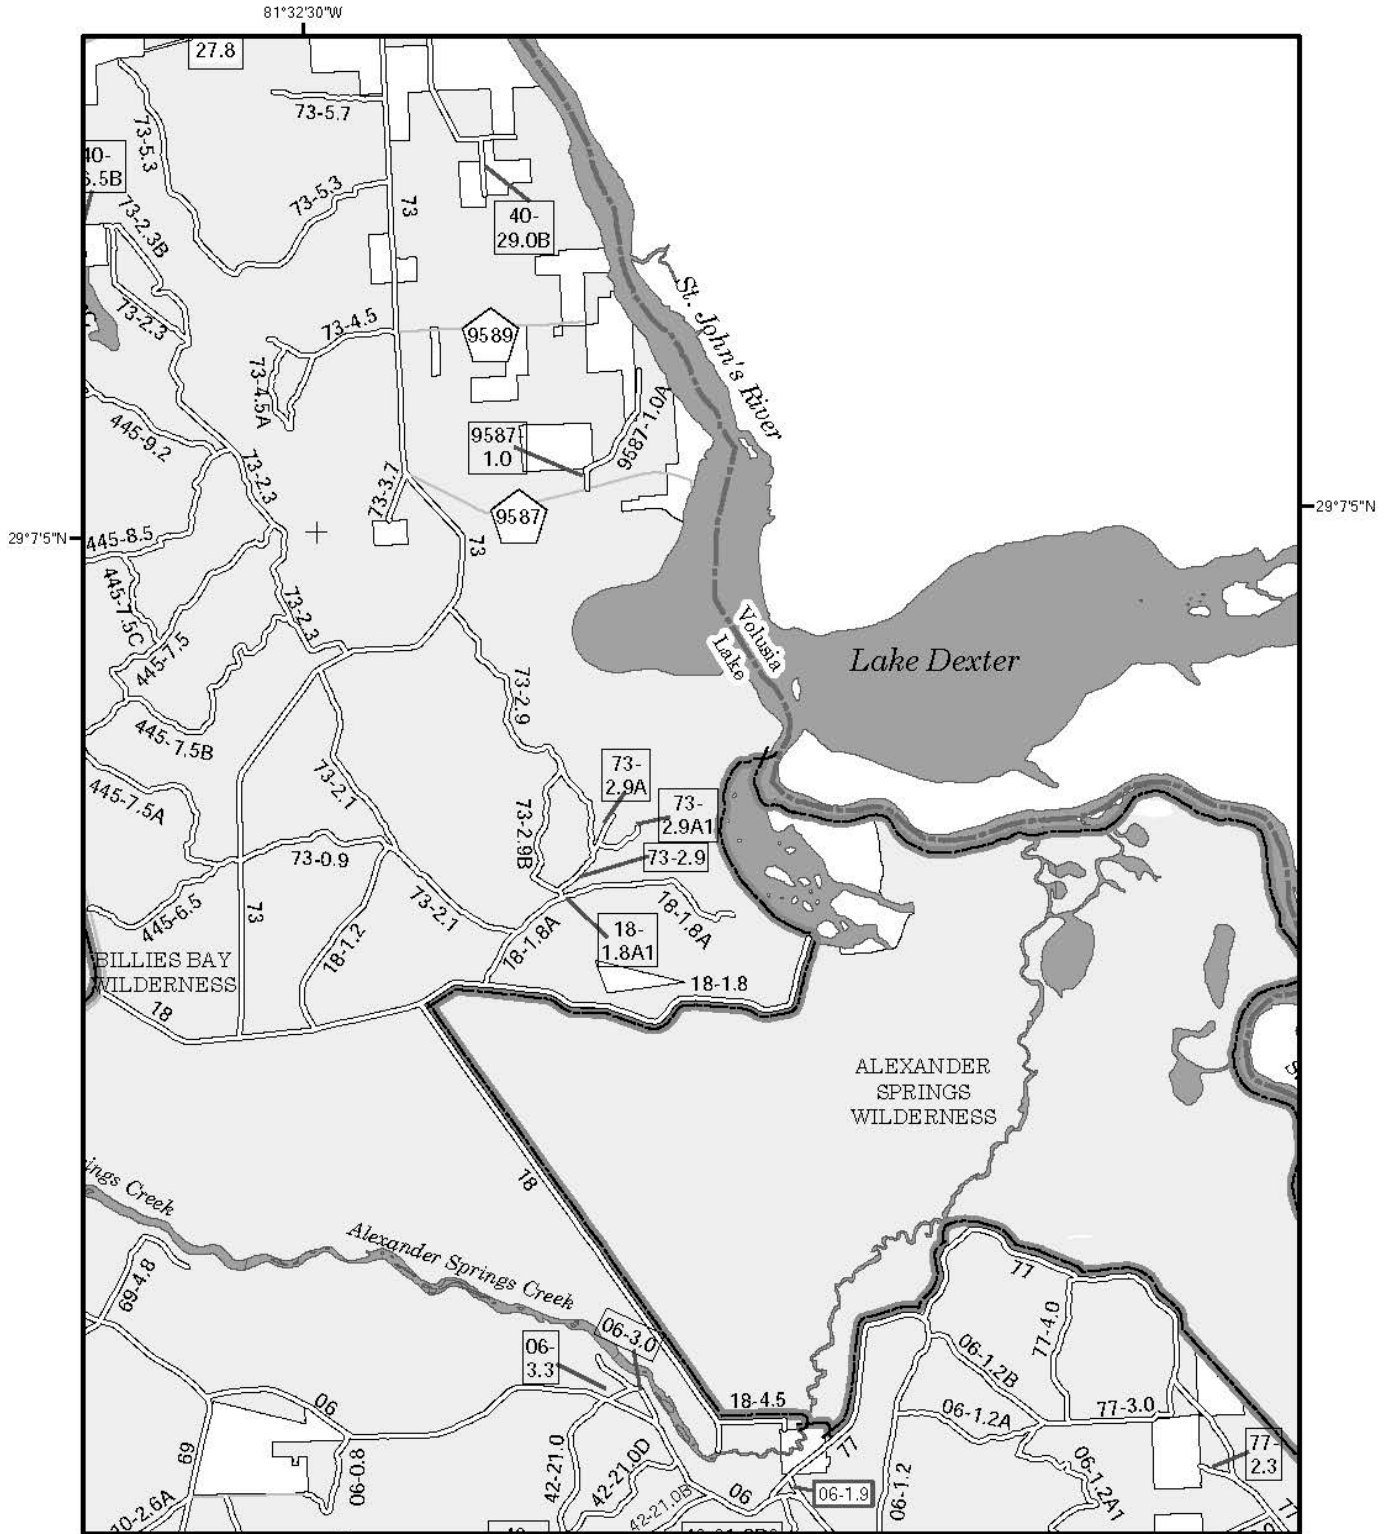 81°32'30"W
27.8
73-5.7
73-5.3
40-
6.5B
73-5.3
73
73-2.3B
40-
29.0B
St. John's River
73-2.3
73-4.5
9589
73-4.5A
9587-1.0A
445-9.2
9587-
1.0
73-2.3
73-3.7
9587
29°7'5"N
29°7'5"N
445-8.5
73
445-7.5C
73-2.3
Volusia
Lake
445-7.5
Lake Dexter
73-2.9
445-7.5B
73-2.1
73-
2.9A
445-7.5A
73-
2.9A1
73-2.9B
73-0.9
73-2.9
73-2.1
18-1.8A
445-6.5
73
18-1.2
18-1.8A
18-
1.8A1
BILLIES BAY
WILDERNESS
18-1.8
18
ALEXANDER
SPRINGS
WILDERNESS
18
ings Creek
Alexander Springs Creek
69-4.8
77
06-3.0
77-4.0
06-
3.3
06-1.2B
18-4.5
06
06-1.2A
77-3.0
77
69
42-21.0
42-21.0D
77-
2.3
06-0.8
06-1.2A1
06-1.2
06
06-1.9
42-21.0B
10-2.6A
77